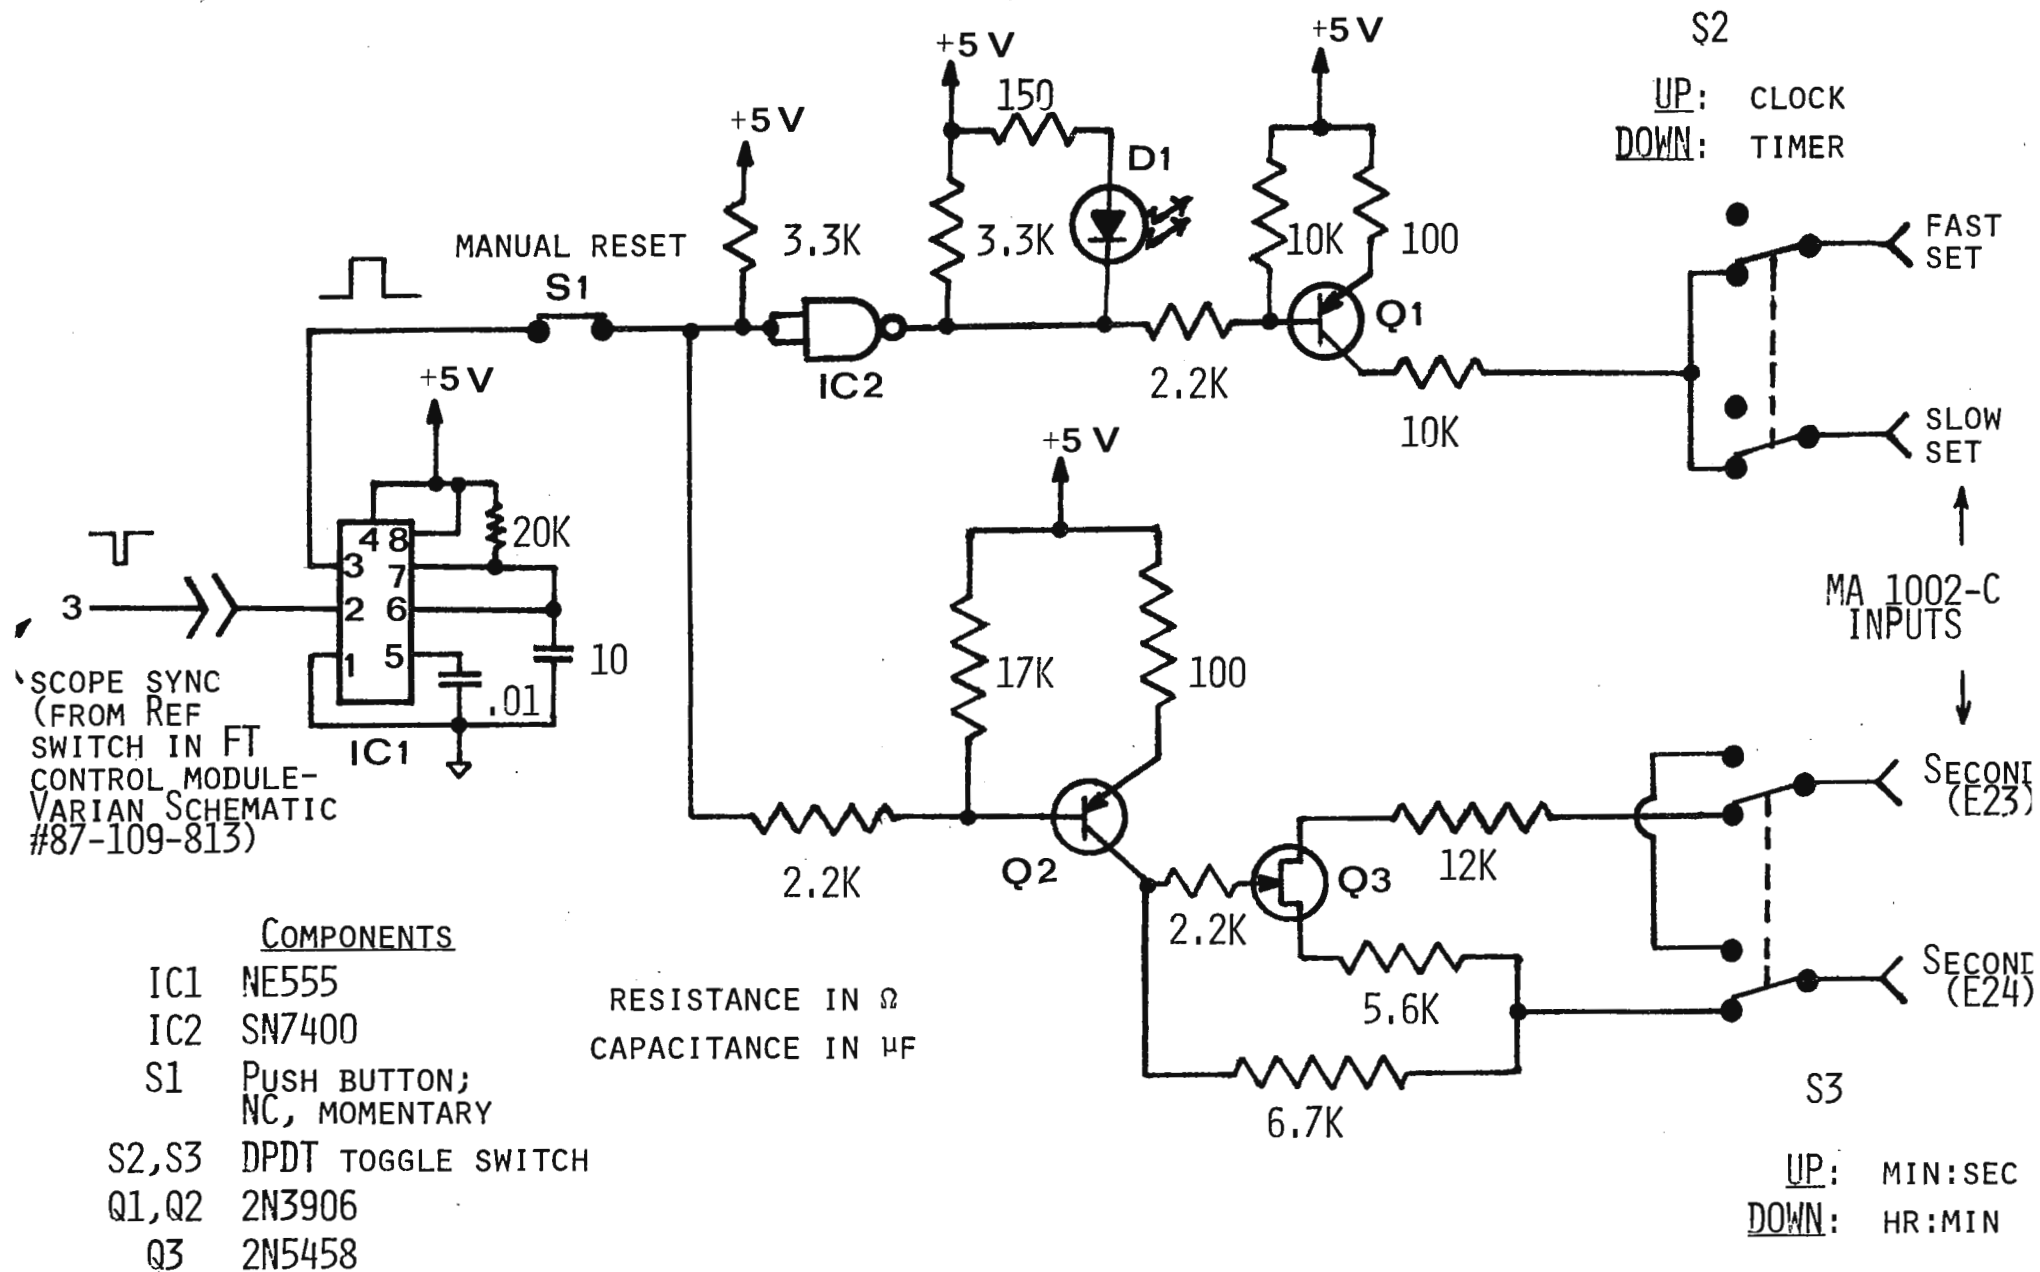 +5 V
S2
+5 V
UP: CLOCK
150
+5 V
DOWN: TIMER
D1
3.3K
3.3K
10K
100
FAST
SET
MANUAL RESET
S1
Q1
IC2
2.2K
10K
SLOW
SET
+5 V
+5 V
4 8
20K
3 7
3
2 6
1 5
10
.01
IC1
MA 1002-C
INPUTS
SCOPE SYNC
(FROM REF
SWITCH IN FT
CONTROL MODULE-
VARIAN SCHEMATIC
#87-109-813)
17K
100
SECOND
(E23)
Q2
2.2K
12K
Q3
2.2K
5.6K
SECOND
(E24)
6.7K
COMPONENTS
IC1 NE555
IC2 SN7400
S1 PUSH BUTTON;
NC, MOMENTARY
S2,S3 DPDT TOGGLE SWITCH
Q1,Q2 2N3906
Q3 2N5458
RESISTANCE IN Ω
CAPACITANCE IN µF
S3
UP: MIN:SEC
DOWN: HR:MIN